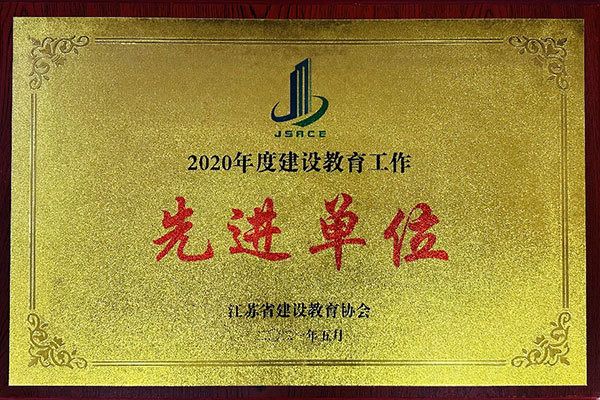 JSACE
2020年度建设教育工作
先进单位
江苏省建设教育协会
二〇二一年五月